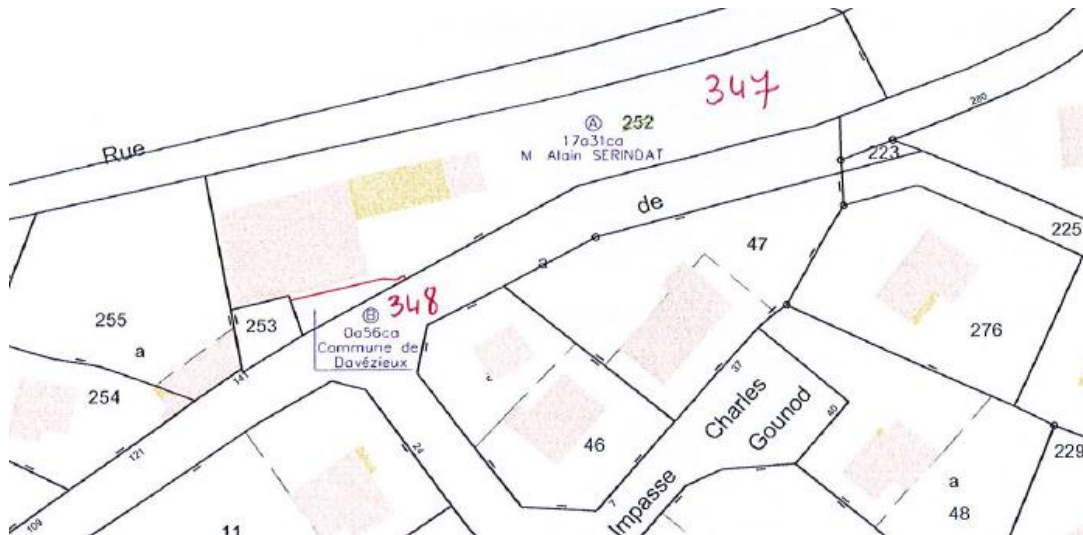 347
Ⓐ 252
17a31ca
M Alain SERINDAT
280
Rue
223
de
225
47
a
348
Ⓑ
0a56ca
Commune de
Davézieux
253
255
a
276
254
141
37
Charles
Gounod
40
46
24
121
229
a
48
109
11
7
Impasse